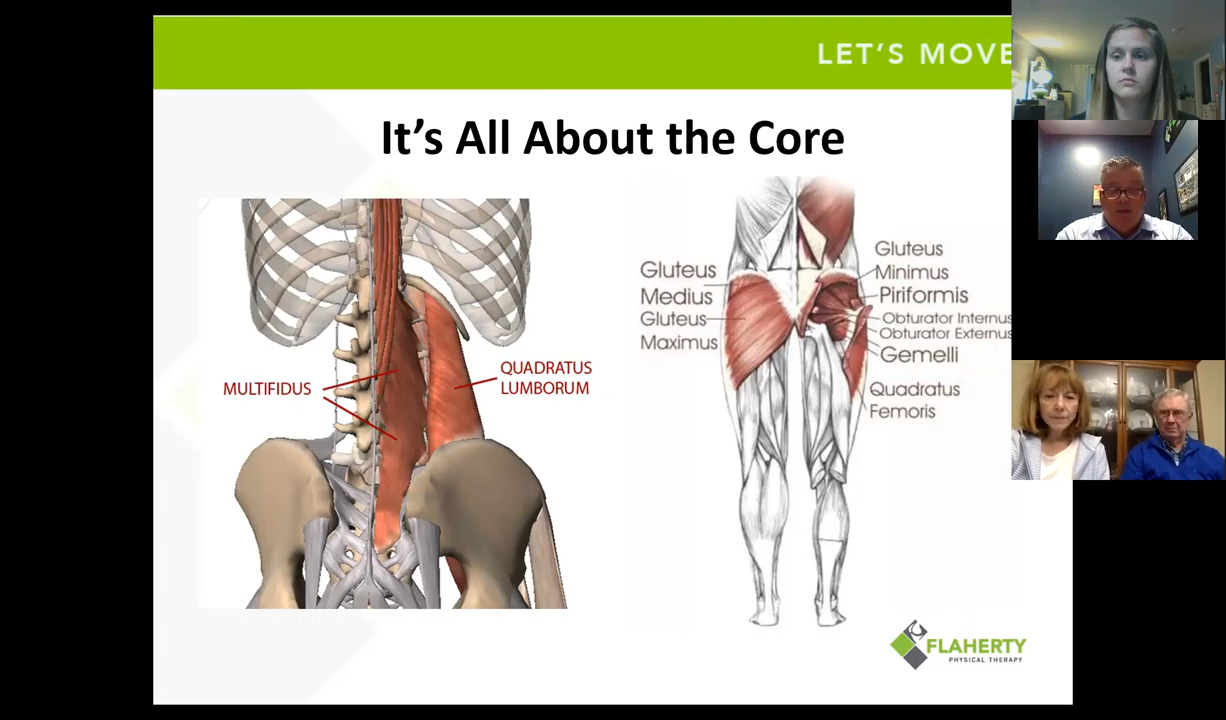 LET'S MOVE
It's All About the Core
MULTIFIDUS
QUADRATUS
LUMBORUM
Gluteus
Medius
Gluteus
Maximus
Gluteus
Minimus
Piriformis
Obturator Internus
Obturator Externus
Gemelli
Quadratus
Femoris
FLAHERTY
PHYSICAL THERAPY